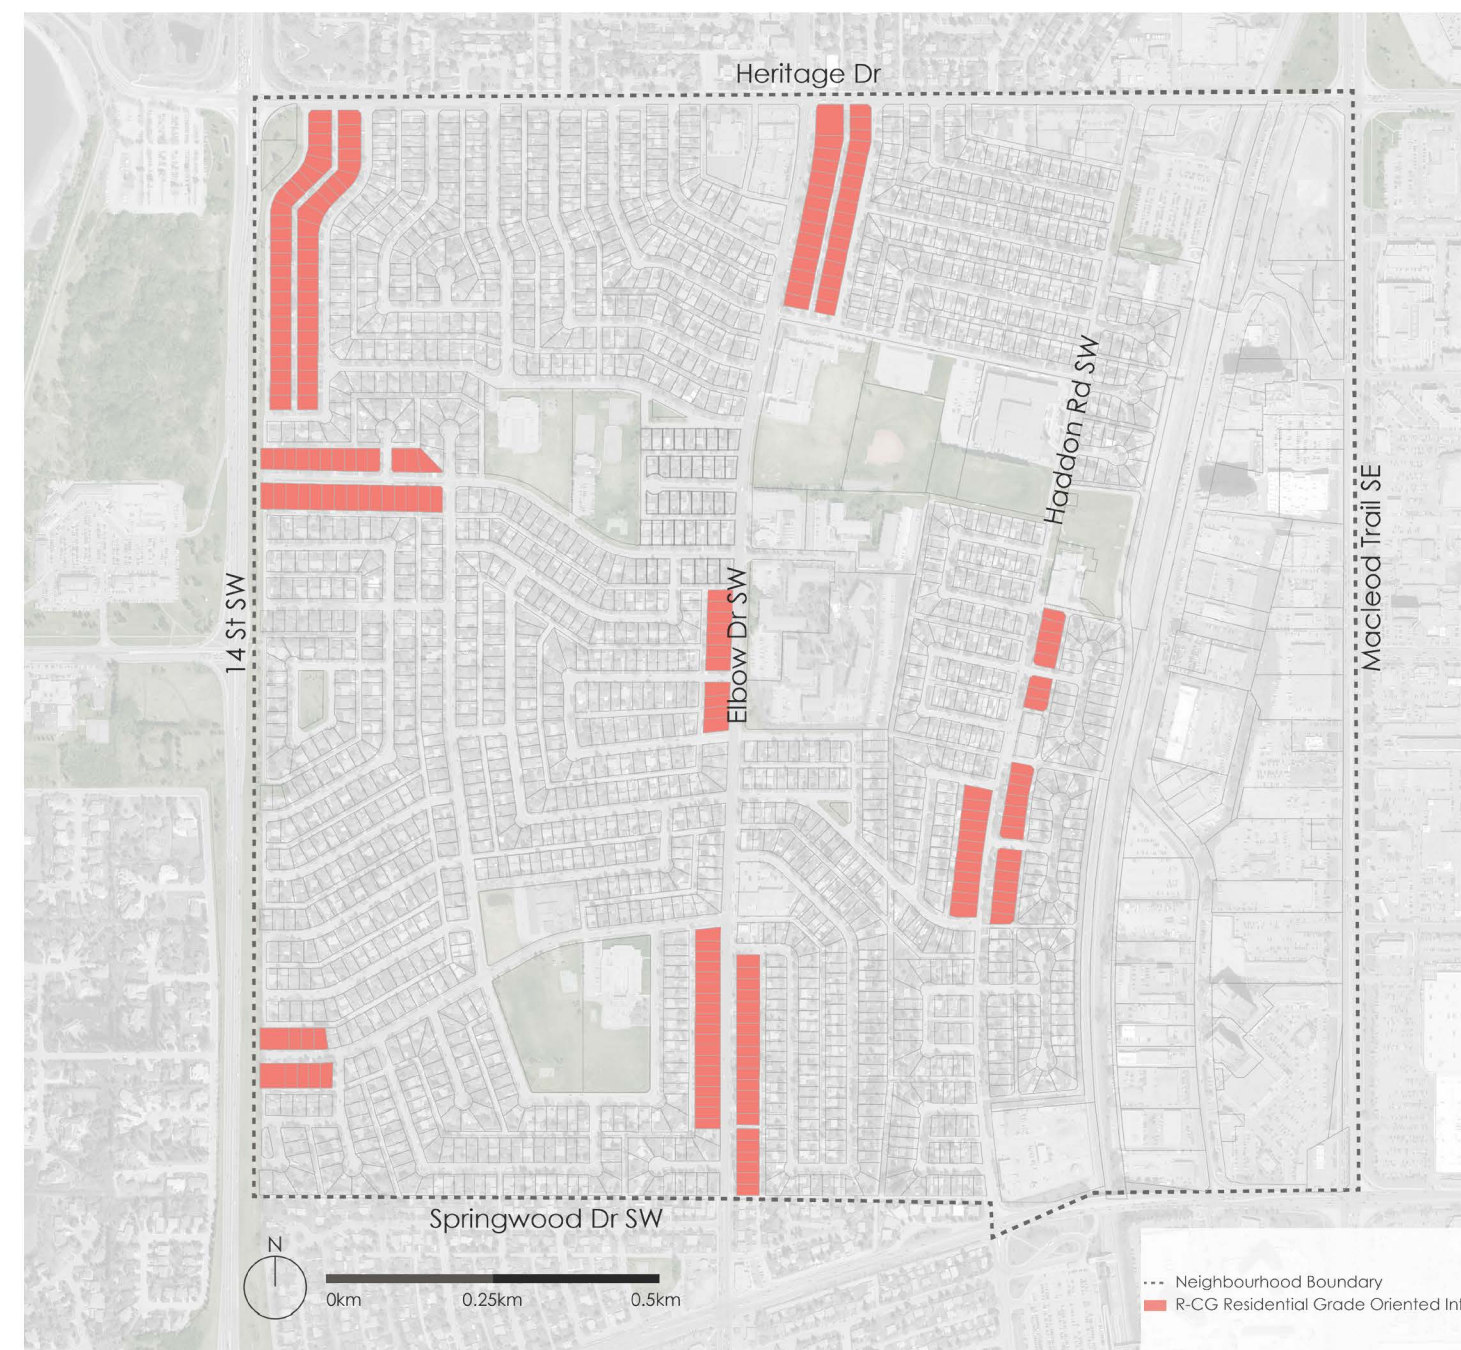 Heritage Dr
Haddon Rd SW
Macleod Trail SE
14 St SW
Elbow Dr SW
Springwood Dr SW
N
0km 0.25km 0.5km
Neighbourhood Boundary
R-CG Residential Grade Oriented Inf